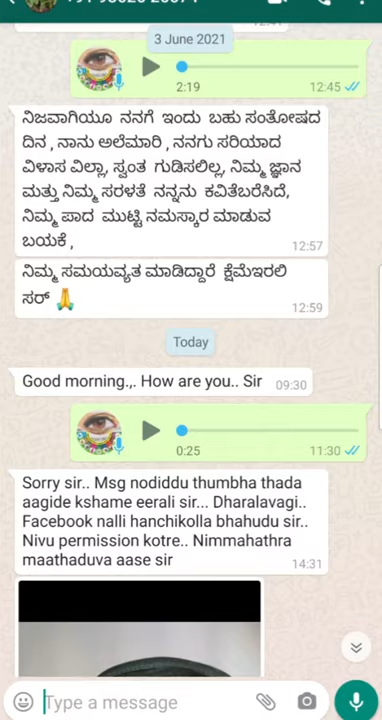 3 June 2021
2:19 12:45
ನಿಜವಾಗಿಯೂ ನನಗೆ ಇಂದು ಬಹು ಸಂತೋಷದ
ದಿನ , ನಾನು ಅಲೆಮಾರಿ , ನನಗು ಸರಿಯಾದ
ವಿಳಾಸ ವಿಲ್ಲಾ, ಸ್ವಂತ ಗುಡಿಸಲಿಲ್ಲ, ನಿಮ್ಮ ಜ್ಞಾನ
ಮತ್ತು ನಿಮ್ಮ ಸರಳತೆ ನನ್ನನು ಕವಿತೆಬರೆಸಿದೆ,
ನಿಮ್ಮ ಪಾದ ಮುಟ್ಟಿ ನಮಸ್ಕಾರ ಮಾಡುವ
ಬಯಕೆ ,
12:57
ನಿಮ್ಮ ಸಮಯವ್ಯತ ಮಾಡಿದ್ದಾರೆ ಕ್ಷೆಮೆಇರಲಿ
ಸರ್ 🙏
12:59
Today
Good morning.,. How are you.. Sir 09:30
0:25 11:30
Sorry sir.. Msg nodiddu thumbha thada
aagide kshame eerali sir... Dharalavagi..
Facebook nalli hanchikolla bhahudu sir..
Nivu permission kotre.. Nimmahathra
maathaduva aase sir
14:31
Type a message